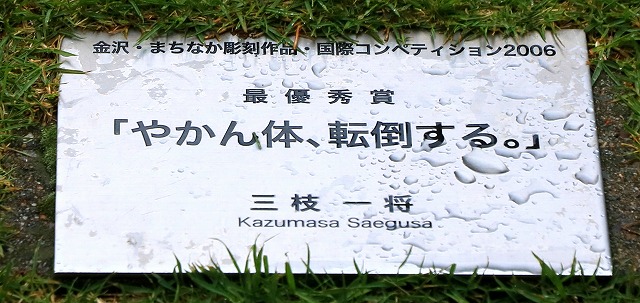 金沢・まちなか彫刻作品・国際コンペティション2006
最優秀賞
「やかん体、転倒する。」
三枝 一将
Kazumasa Saegusa